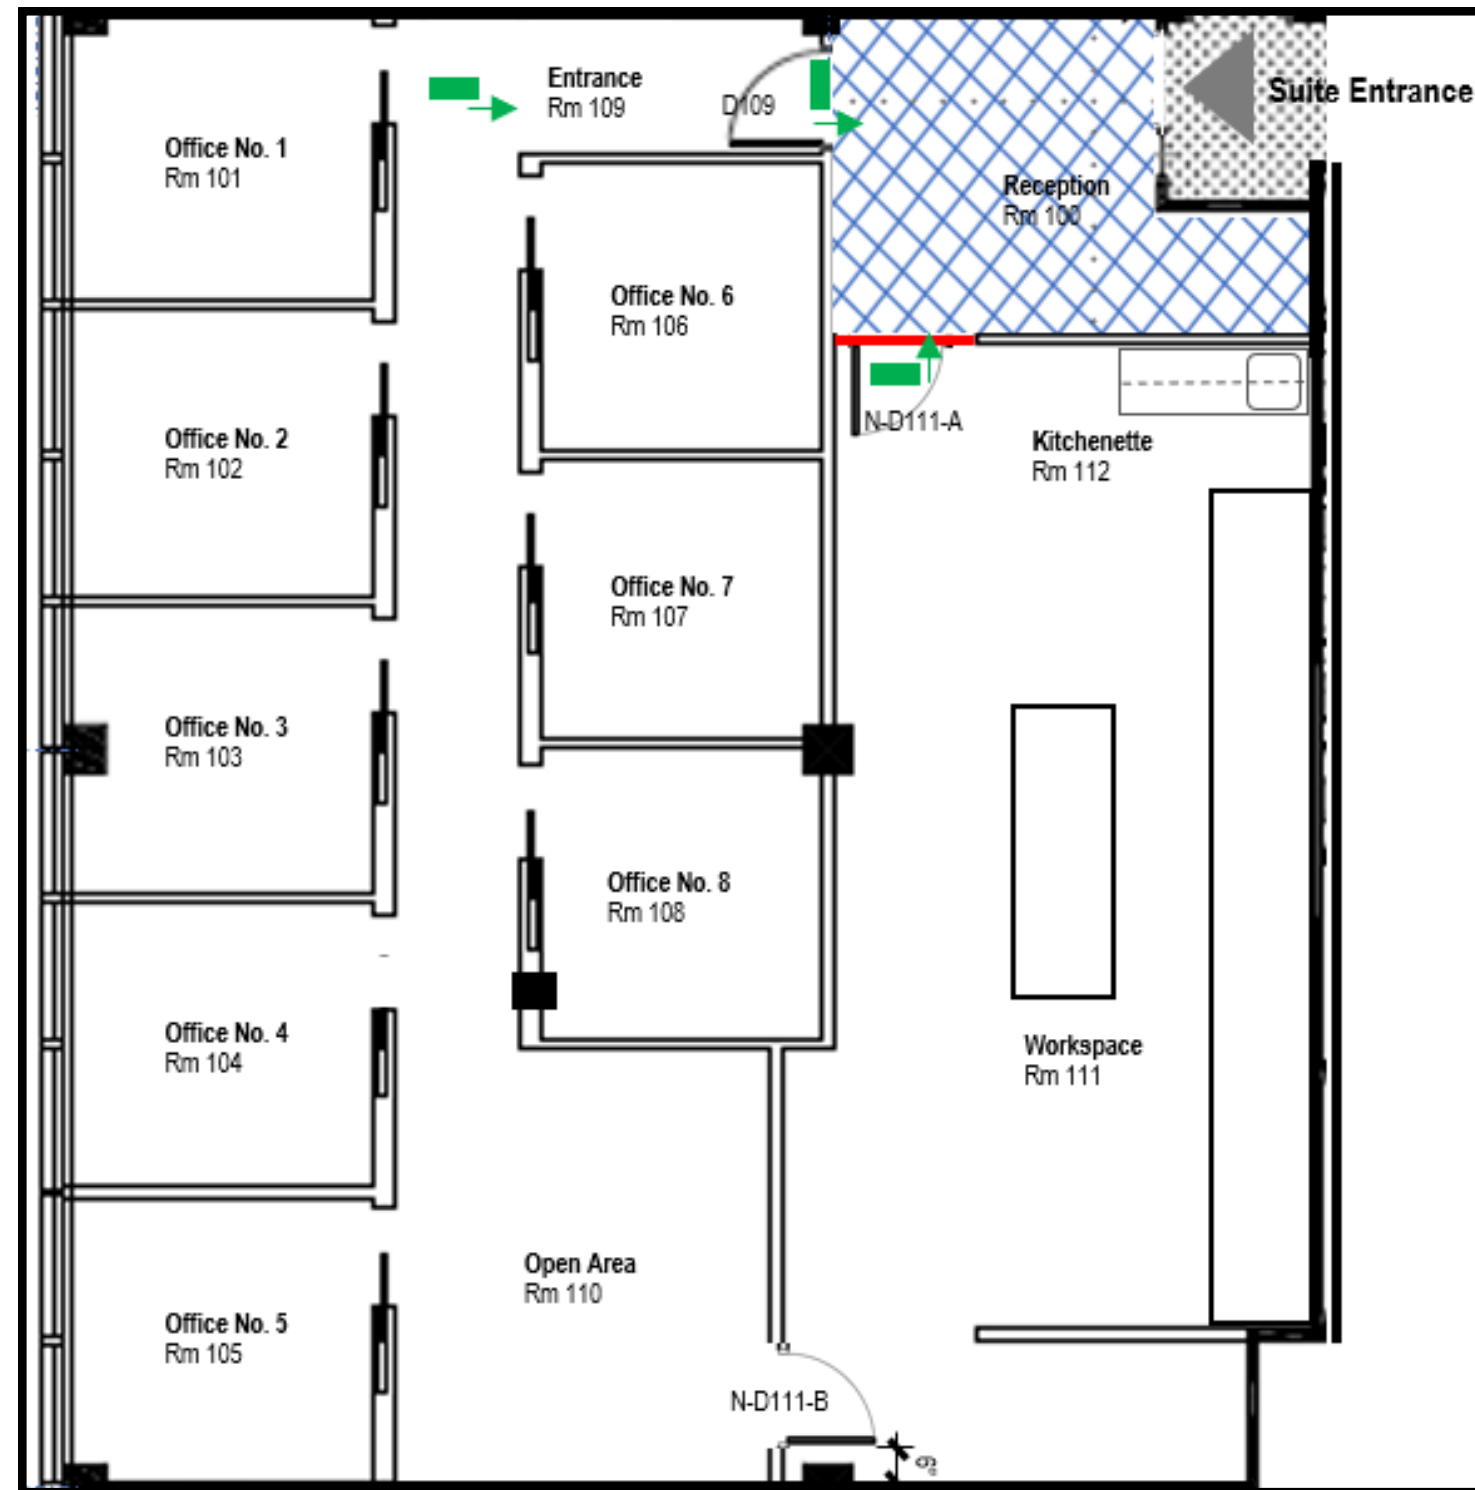 Entrance
Rm 109
D109
Suite Entrance
Office No. 1
Rm 101
Reception
Rm 100
Office No. 6
Rm 106
N-D111-A
Office No. 2
Rm 102
Kitchenette
Rm 112
Office No. 7
Rm 107
Office No. 3
Rm 103
Office No. 8
Rm 108
Office No. 4
Rm 104
Workspace
Rm 111
Open Area
Rm 110
Office No. 5
Rm 105
N-D111-B
6"